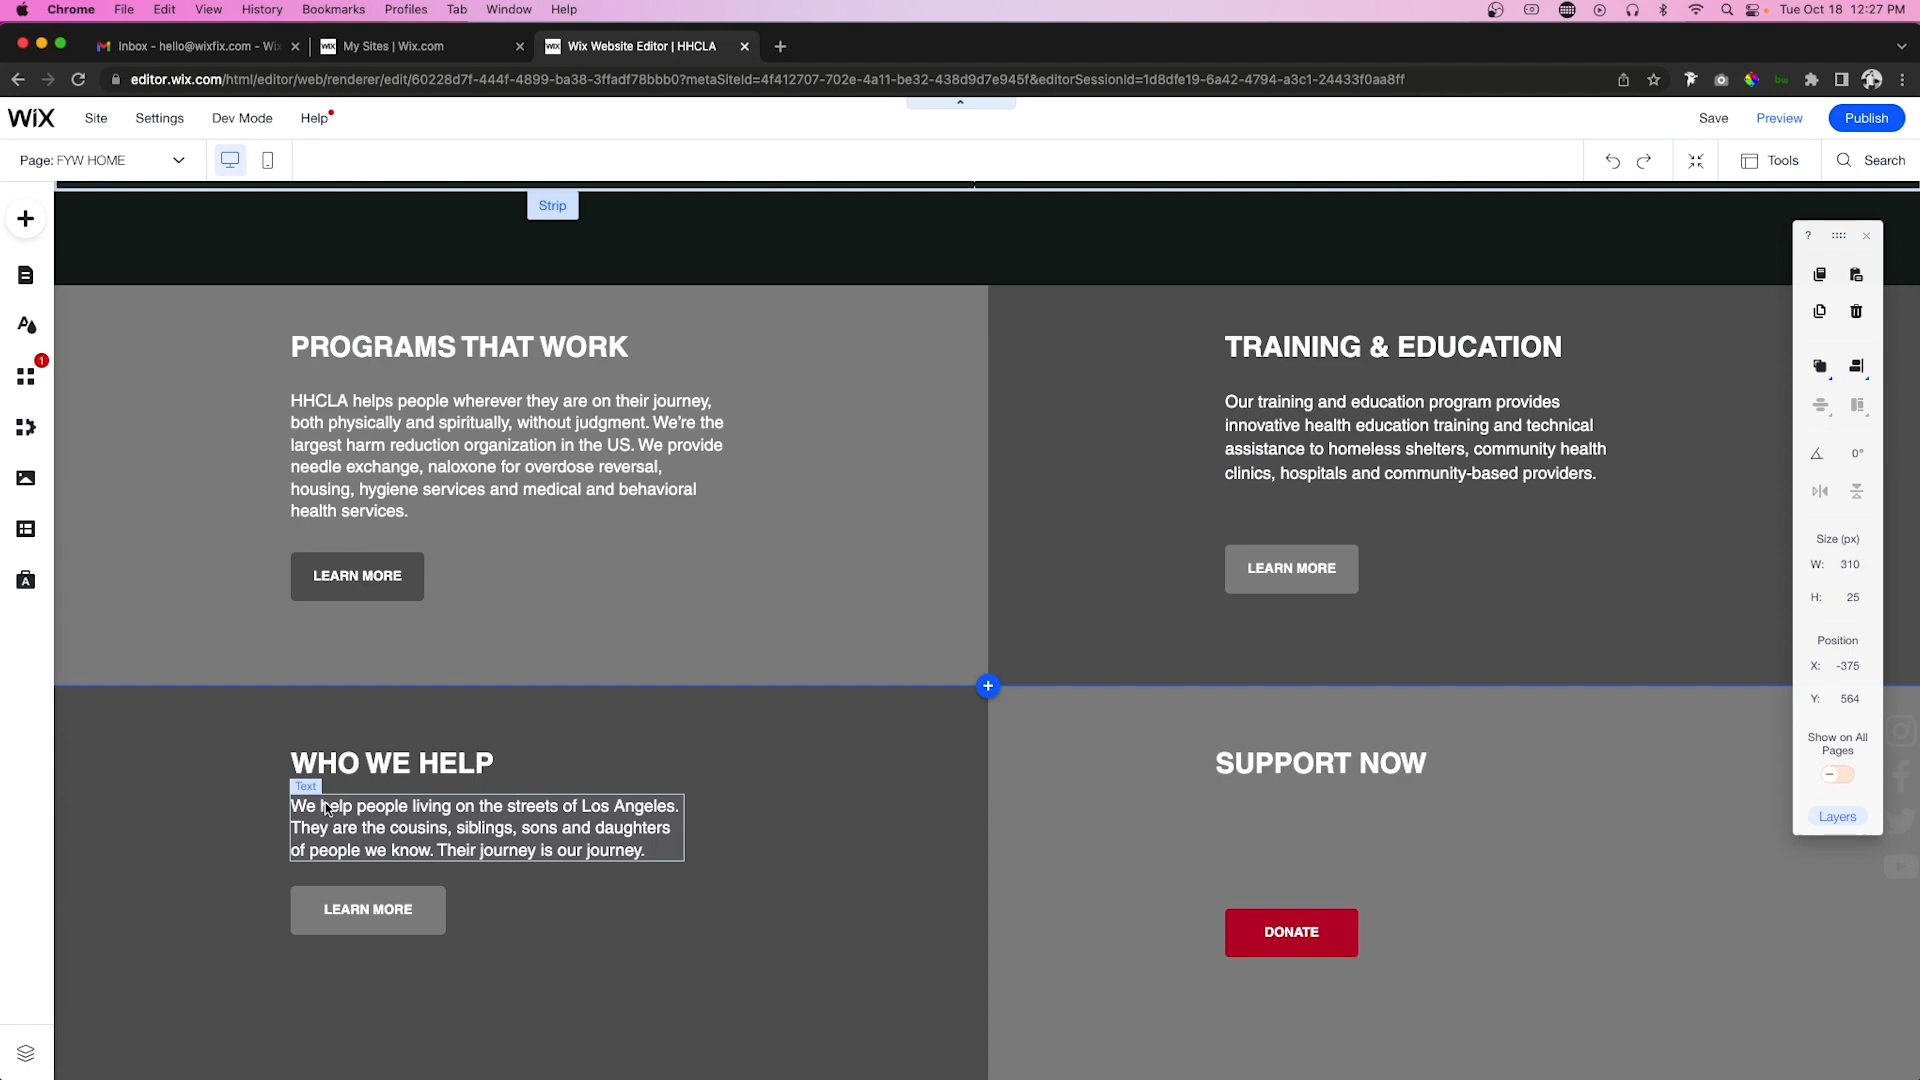 Chrome File Edit View History Bookmarks Profiles Tab Window Help Tue Oct 18 12:27 PM
Inbox - hello@wixfix.com - Wi
WiX My Sites | Wix.com
WiX Wix Website Editor | HHCLA
editor.wix.com/html/editor/web/renderer/edit/60228d7f-444f-4899-ba38-3ffadf78bbb0?metaSiteId=4f412707-702e-4a11-be32-438d9d7e945f&editorSessionId=1d8dfe19-6a42-4794-a3c1-24433f0aa8ff
WiX Site Settings Dev Mode Help Save Preview Publish
Page: FYW HOME Tools Search
Strip
1
PROGRAMS THAT WORK
HHCLA helps people wherever they are on their journey,
both physically and spiritually, without judgment. We're the
largest harm reduction organization in the US. We provide
needle exchange, naloxone for overdose reversal,
housing, hygiene services and medical and behavioral
health services.
LEARN MORE
TRAINING & EDUCATION
Our training and education program provides
innovative health education training and technical
assistance to homeless shelters, community health
clinics, hospitals and community-based providers.
LEARN MORE
WHO WE HELP
Text
We help people living on the streets of Los Angeles.
They are the cousins, siblings, sons and daughters
of people we know. Their journey is our journey.
LEARN MORE
SUPPORT NOW
DONATE
?
0°
Size (px)
W: 310
H: 25
Position
X: -375
Y: 564
Show on All
Pages
Layers